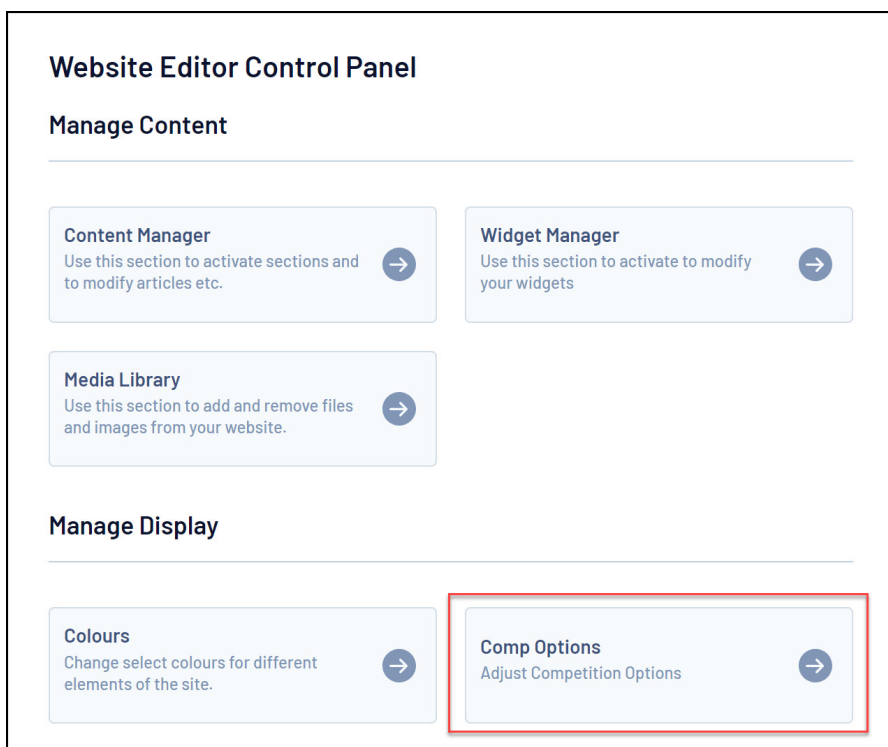 Website Editor Control Panel
Manage Content
Content Manager
Use this section to activate sections and
to modify articles etc.
Widget Manager
Use this section to activate to modify
your widgets
Media Library
Use this section to add and remove files
and images from your website.
Manage Display
Colours
Change select colours for different
elements of the site.
Comp Options
Adjust Competition Options